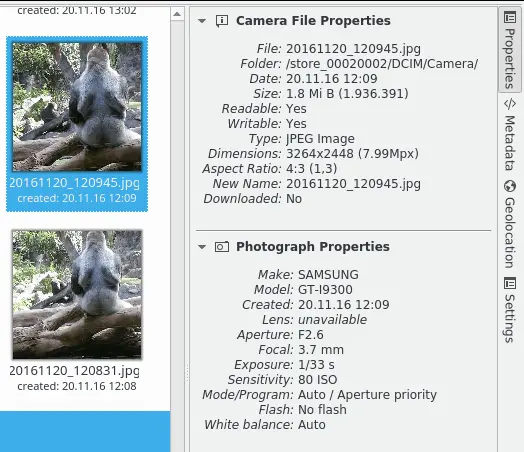 created: 20.11.16 13:02
20161120_120945.jpg
created: 20.11.16 12:09
20161120_120831.jpg
created: 20.11.16 12:08
Camera File Properties
File: 20161120_120945.jpg
Folder: /store_00020002/DCIM/Camera/
Date: 20.11.16 12:09
Size: 1.8 Mi B (1.936.391)
Readable: Yes
Writable: Yes
Type: JPEG Image
Dimensions: 3264x2448 (7.99Mpx)
Aspect Ratio: 4:3 (1,3)
New Name: 20161120_120945.jpg
Downloaded: No
Photograph Properties
Make: SAMSUNG
Model: GT-I9300
Created: 20.11.16 12:09
Lens: unavailable
Aperture: F2.6
Focal: 3.7 mm
Exposure: 1/33 s
Sensitivity: 80 ISO
Mode/Program: Auto / Aperture priority
Flash: No flash
White balance: Auto
Properties
Metadata
Geolocation
Settings